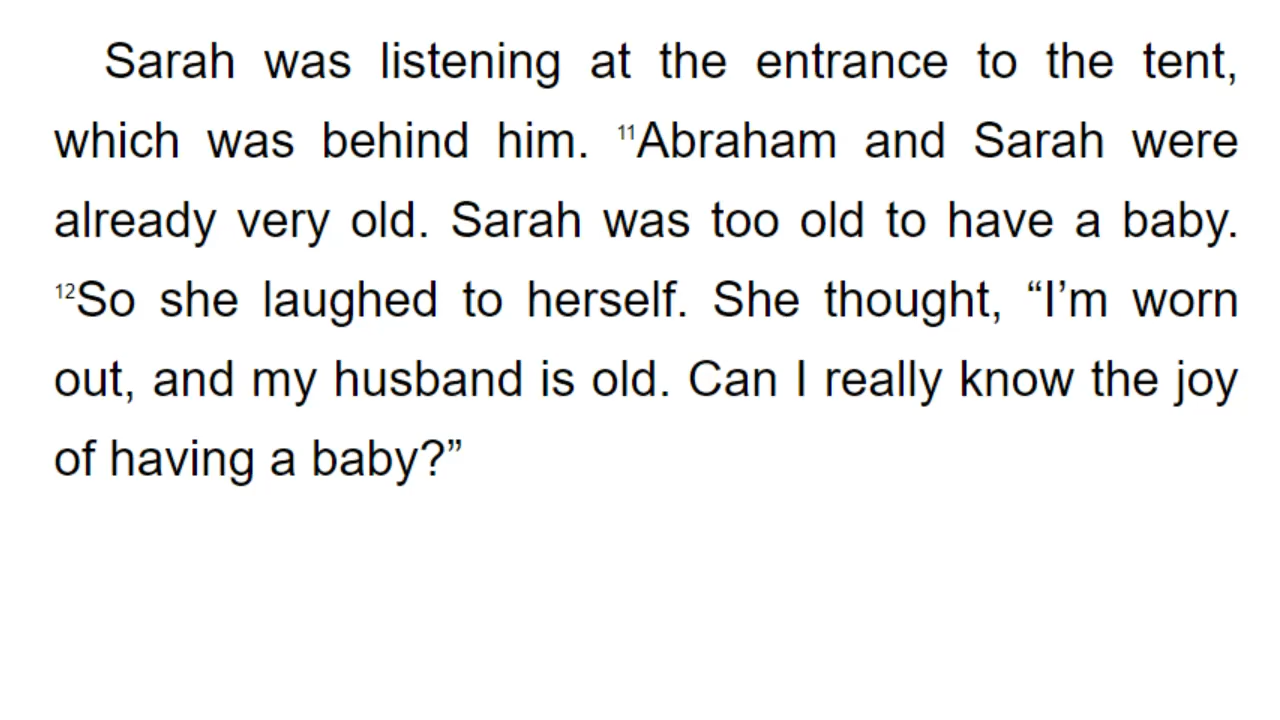 Sarah was listening at the entrance to the tent,
which was behind him. ¹¹Abraham and Sarah were
already very old. Sarah was too old to have a baby.
¹²So she laughed to herself. She thought, “I’m worn
out, and my husband is old. Can I really know the joy
of having a baby?”